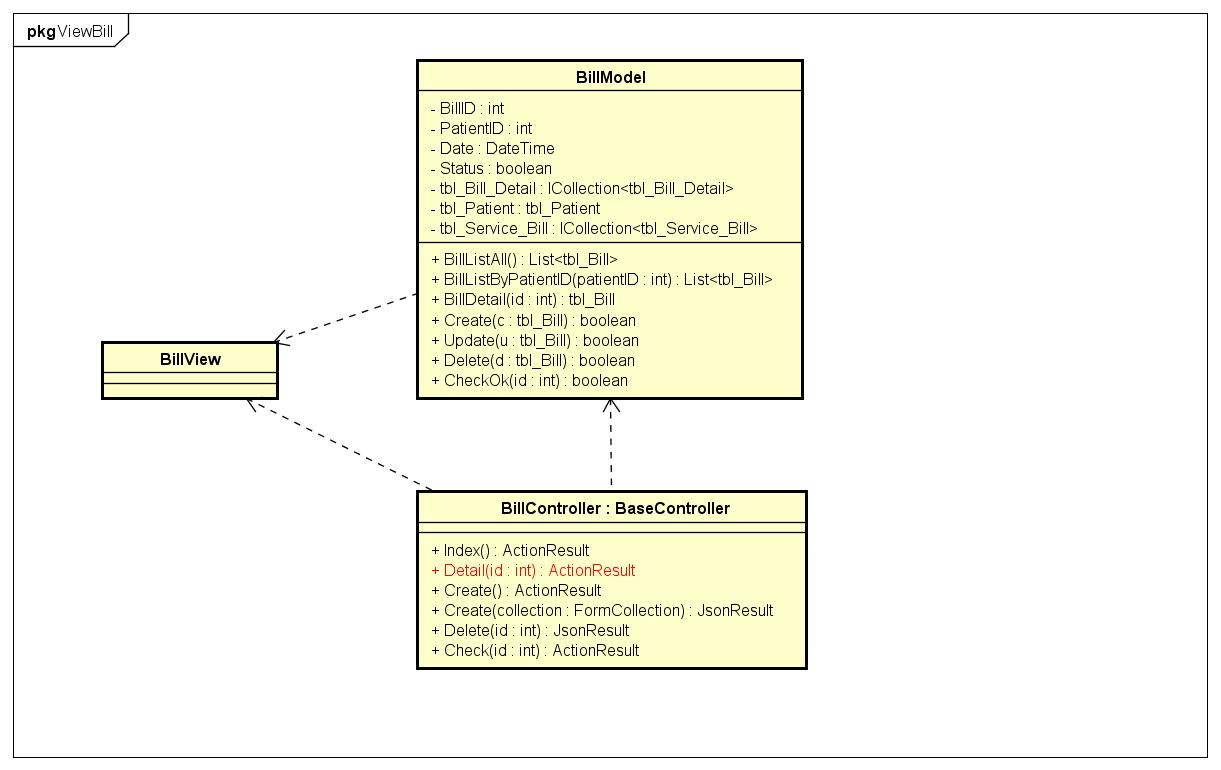 pkg ViewBill
BillModel
- BillID : int
- PatientID : int
- Date : DateTime
- Status : boolean
- tbl_Bill_Detail : ICollection<tbl_Bill_Detail>
- tbl_Patient : tbl_Patient
- tbl_Service_Bill : ICollection<tbl_Service_Bill>
+ BillListAll() : List<tbl_Bill>
+ BillListByPatientID(patientID : int) : List<tbl_Bill>
+ BillDetail(id : int) : tbl_Bill
+ Create(c : tbl_Bill) : boolean
+ Update(u : tbl_Bill) : boolean
+ Delete(d : tbl_Bill) : boolean
+ CheckOk(id : int) : boolean
BillView
BillController : BaseController
+ Index() : ActionResult
+ Detail(id : int) : ActionResult
+ Create() : ActionResult
+ Create(collection : FormCollection) : JsonResult
+ Delete(id : int) : JsonResult
+ Check(id : int) : ActionResult